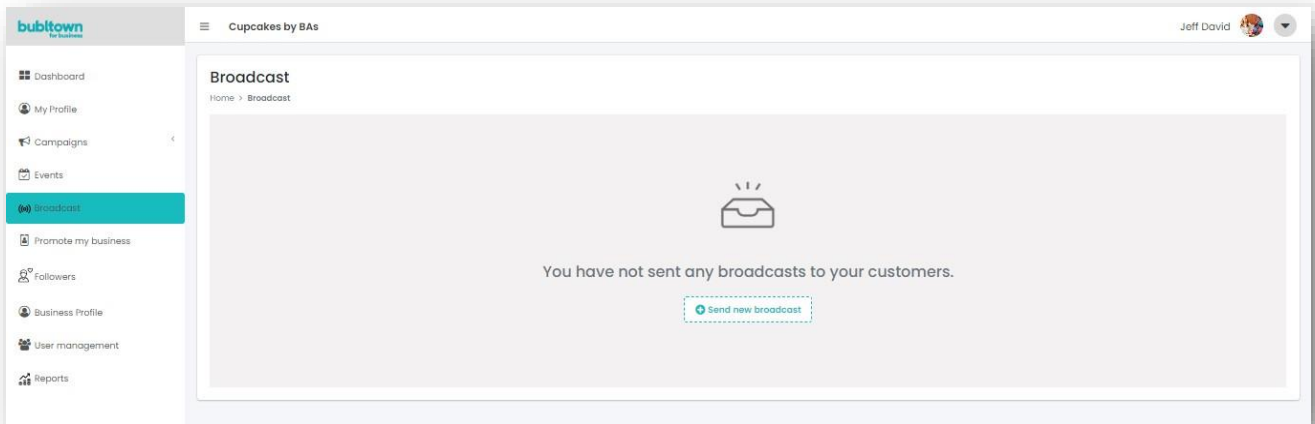 bubltown
for business
Cupcakes by BAs
Jeff David
Dashboard
My Profile
Campaigns
Events
Broadcast
Promote my business
Followers
Business Profile
User management
Reports
Broadcast
Home > Broadcast
You have not sent any broadcasts to your customers.
Send new broadcast